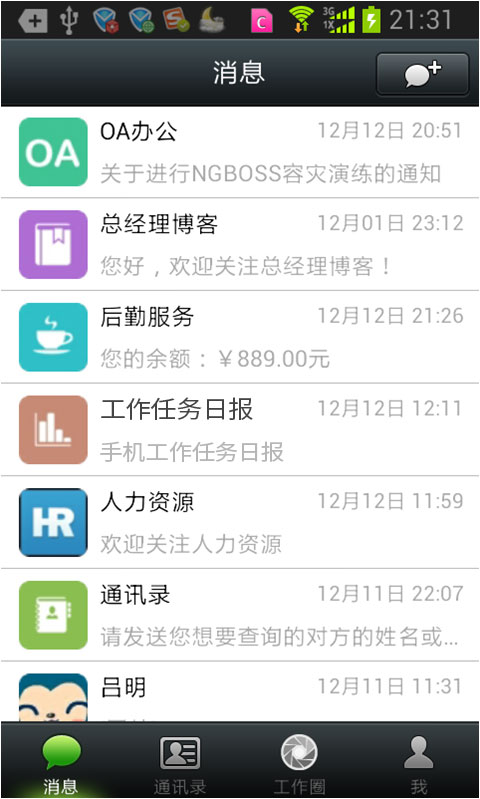 3G
1X
C
21:31
消息
OA
OA办公
12月12日 20:51
关于进行NGBOSS容灾演练的通知
总经理博客
12月01日 23:12
您好，欢迎关注总经理博客！
后勤服务
12月12日 21:26
您的余额：￥889.00元
工作任务日报
12月12日 12:11
手机工作任务日报
HR
人力资源
12月12日 11:59
欢迎关注人力资源
通讯录
12月11日 22:07
请发送您想要查询的对方的姓名或...
吕明
12月11日 11:31
消息
通讯录
工作圈
我